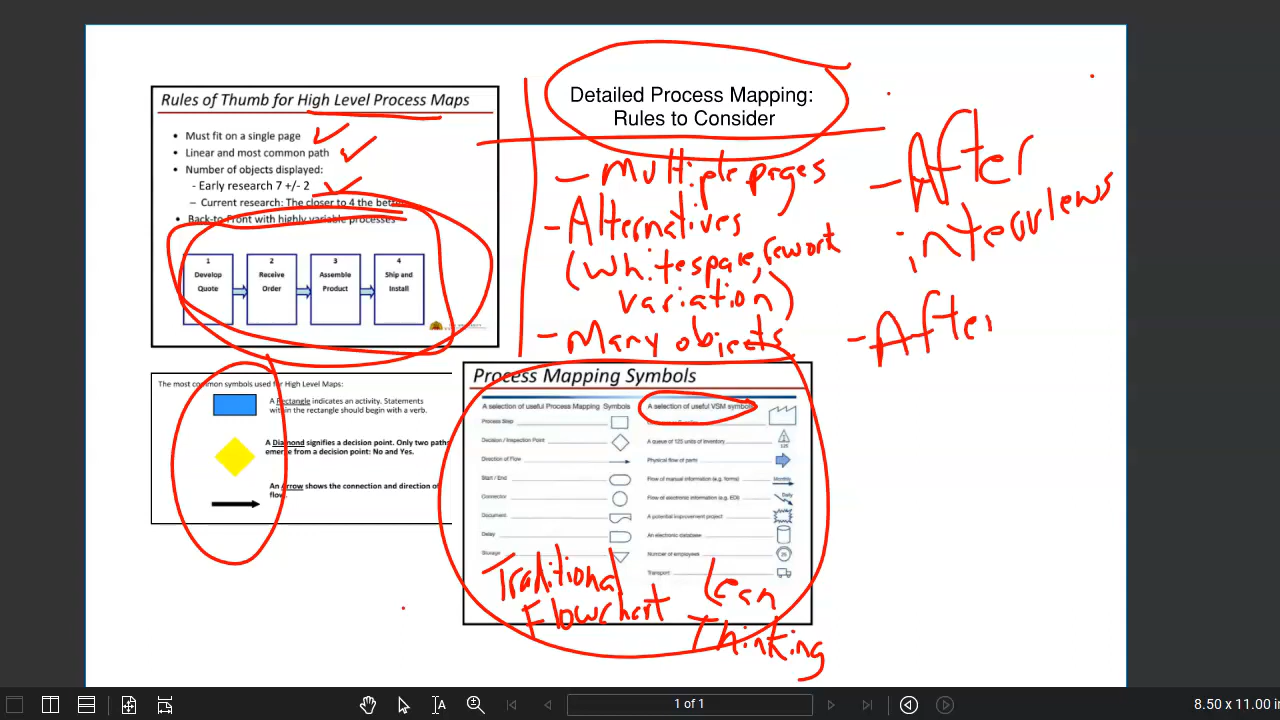 Rules of Thumb for High Level Process Maps
Must fit on a single page
Linear and most common path
Number of objects displayed:
- Early research 7 +/- 2
- Current research: The closer to 4 the better
Back-to Front with highly variable processes
1
Develop
Quote
2
Receive
Order
3
Assemble
Product
4
Ship and
Install
Detailed Process Mapping:
Rules to Consider
- Multiple pages
- Alternatives
(whitespace, rework
variation)
- Many objects
- After
interviews
- After
The most common symbols used for High Level Maps:
A Rectangle indicates an activity. Statements
within the rectangle should begin with a verb.
A Diamond signifies a decision point. Only two paths
emerge from a decision point: No and Yes.
An Arrow shows the connection and direction of
flow.
Process Mapping Symbols
A selection of useful Process Mapping Symbols
Process Step
Decision / Inspection Point
Direction of Flow
Start / End
Connector
Document
Delay
Storage
A selection of useful VSM symbols
A queue of 125 units of inventory
125
Physical flow of parts
Flow of manual information (e.g. forms)
Monthly
Flow of electronic information (e.g. EDI)
Daily
A potential improvement project
An electronic database
Number of employees
Transport
Traditional
Flowchart
Lean
Thinking
1 of 1
8.50 x 11.00 in